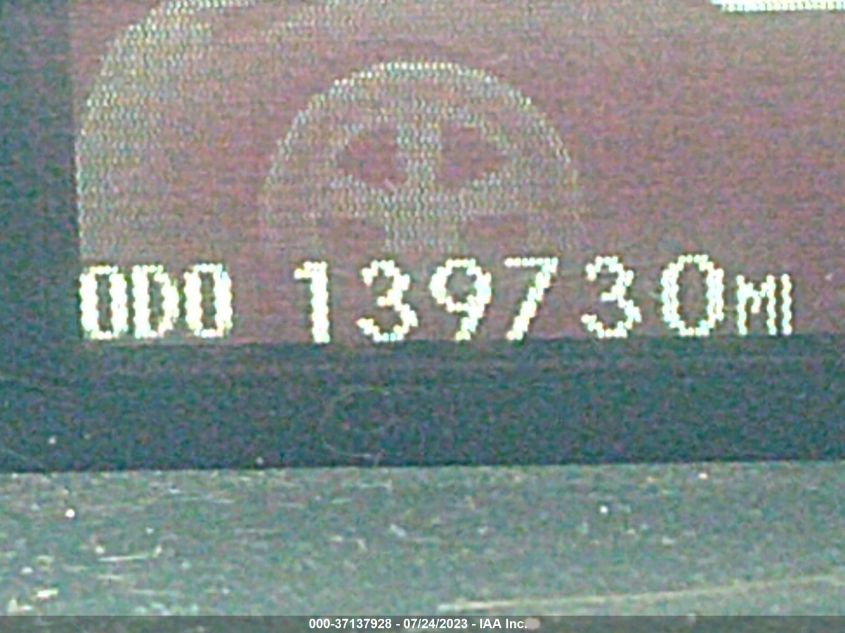 ODO 139730MI
000-37137928 - 07/24/2023 - IAA Inc.